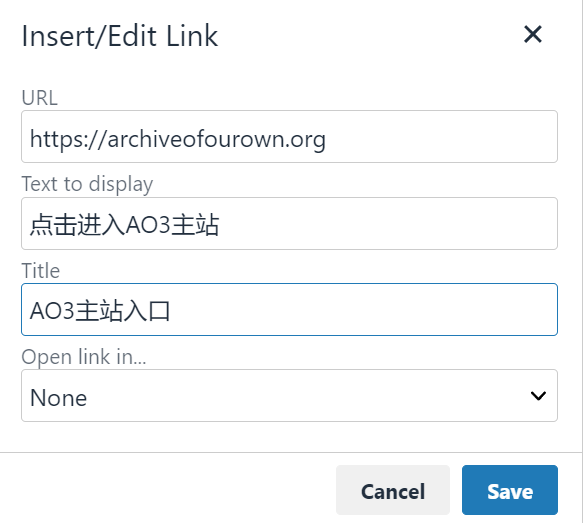 Insert/Edit Link
URL
https://archiveofourown.org
Text to display
点击进入AO3主站
Title
AO3主站入口
Open link in...
None
Cancel
Save